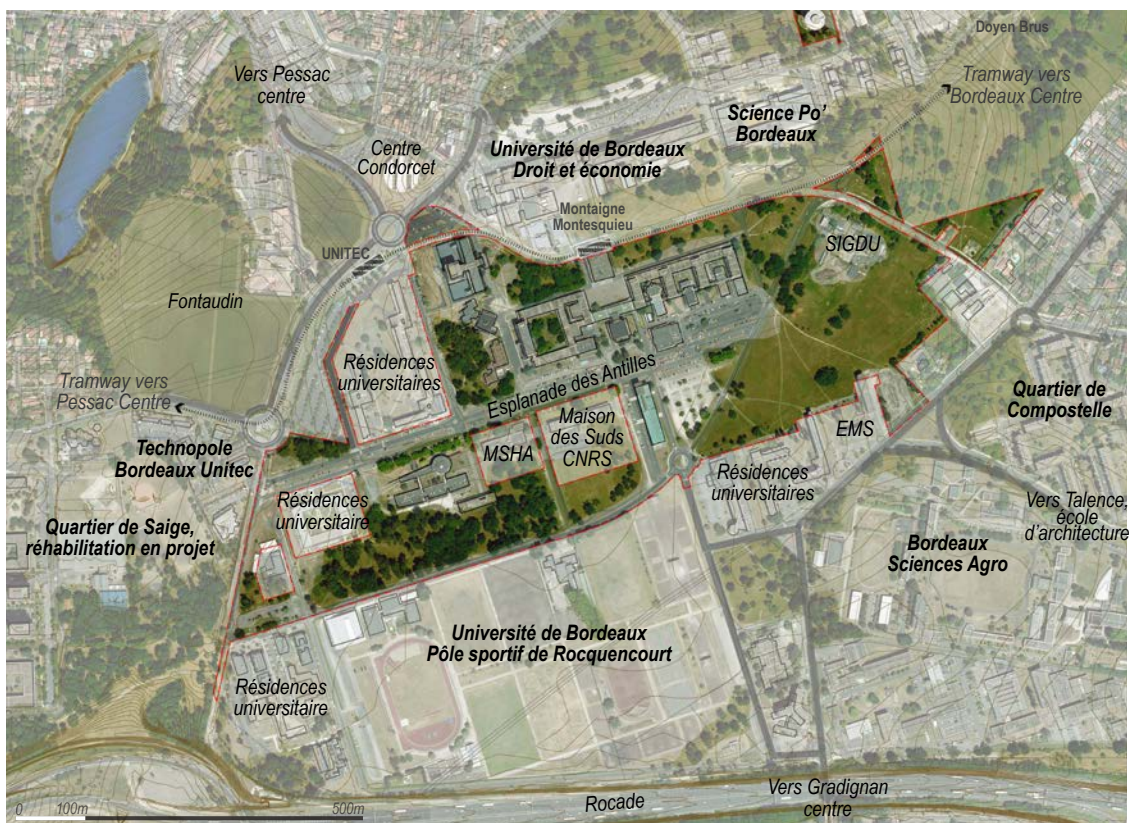 Doyen Brus
Vers Pessac
centre
Tramway vers
Bordeaux Centre
Science Po'
Bordeaux
Centre
Condorcet
Université de Bordeaux
Droit et économie
Montaigne
Montesquieu
UNITEC
SIGDU
Fontaudin
Résidences
universitaires
Esplanade des Antilles
Tramway vers
Pessac Centre
Quartier de
Compostelle
Maison
des Suds
CNRS
MSHA
EMS
Technopole
Bordeaux Unitec
Résidences
universitaires
Résidences
universitaire
Vers Talence,
école
d'architecture
Quartier de Saige,
réhabilitation en projet
Bordeaux
Sciences Agro
Université de Bordeaux
Pôle sportif de Rocquencourt
Résidences
universitaire
Vers Gradignan
centre
Rocade
0 100m 500m